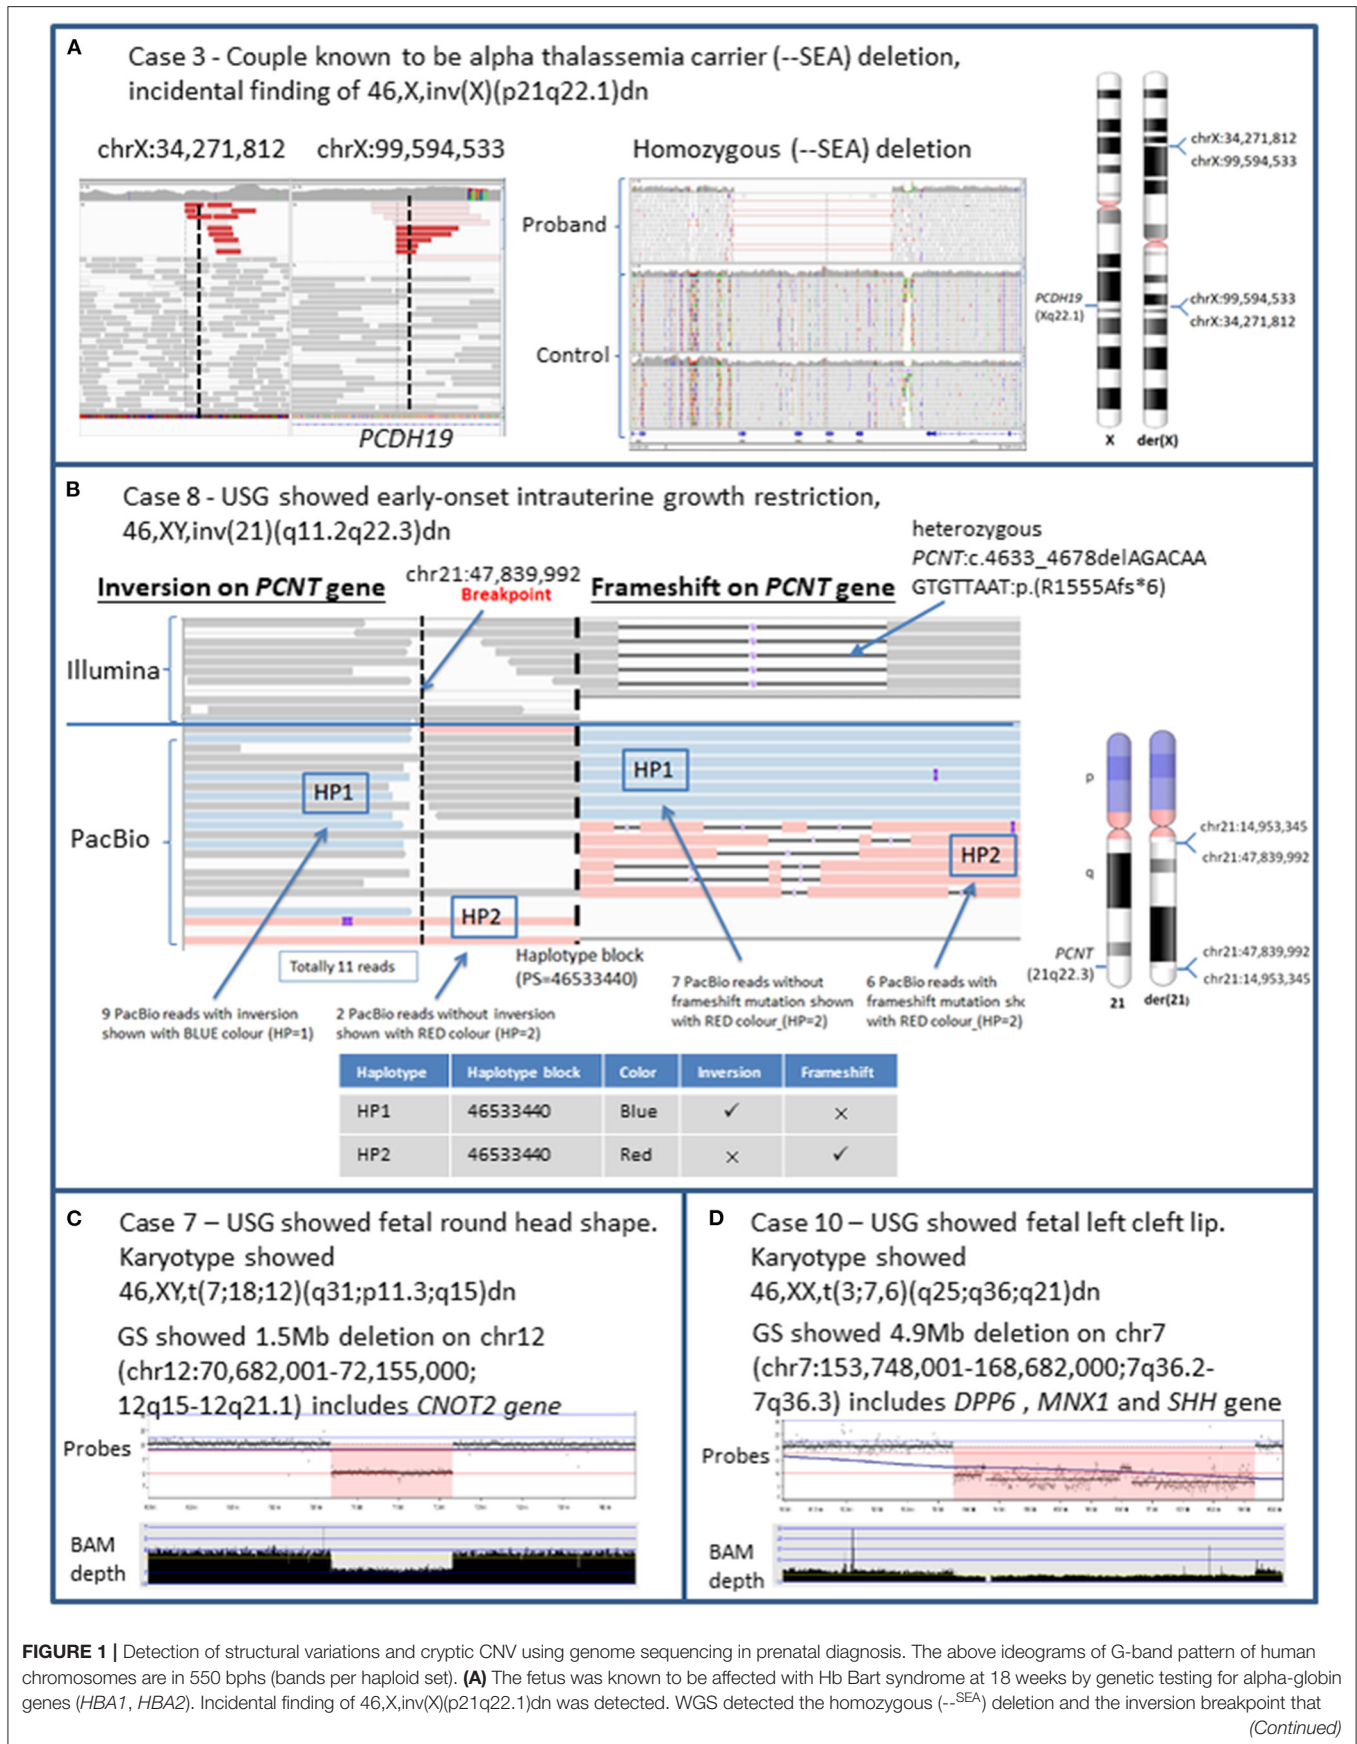 A
Case 3 - Couple known to be alpha thalassemia carrier (--SEA) deletion,
incidental finding of 46,X,inv(X)(p21q22.1)dn
chrX:34,271,812
chrX:99,594,533
Homozygous (--SEA) deletion
Proband
Control
PCDH19
chrX:34,271,812
chrX:99,594,533
PCDH19
(Xq22.1)
chrX:99,594,533
chrX:34,271,812
X
der(X)
B
Case 8 - USG showed early-onset intrauterine growth restriction,
46,XY,inv(21)(q11.2q22.3)dn
heterozygous
PCNT:c.4633_4678delAGACAA
GTGTTAAT:p.(R1555Afs*6)
Inversion on PCNT gene
chr21:47,839,992
Breakpoint
Frameshift on PCNT gene
Illumina
PacBio
HP1
HP2
HP1
HP2
Totally 11 reads
Haplotype block
(PS=46533440)
9 PacBio reads with inversion
shown with BLUE colour (HP=1)
2 PacBio reads without inversion
shown with RED colour (HP=2)
7 PacBio reads without
frameshift mutation shown
with RED colour_(HP=2)
6 PacBio reads with
frameshift mutation shc
with RED colour_(HP=2)
p
q
chr21:14,953,345
chr21:47,839,992
PCNT
(21q22.3)
chr21:47,839,992
chr21:14,953,345
21
der(21)
Haplotype Haplotype block Color Inversion Frameshift
HP1 46533440 Blue ✓ ×
HP2 46533440 Red × ✓
C
Case 7 – USG showed fetal round head shape.
Karyotype showed
46,XY,t(7;18;12)(q31;p11.3;q15)dn
GS showed 1.5Mb deletion on chr12
(chr12:70,682,001-72,155,000;
12q15-12q21.1) includes CNOT2 gene
Probes
BAM
depth
D
Case 10 – USG showed fetal left cleft lip.
Karyotype showed
46,XX,t(3;7,6)(q25;q36;q21)dn
GS showed 4.9Mb deletion on chr7
(chr7:153,748,001-168,682,000;7q36.2-
7q36.3) includes DPP6 , MNX1 and SHH gene
Probes
BAM
depth
FIGURE 1 | Detection of structural variations and cryptic CNV using genome sequencing in prenatal diagnosis. The above ideograms of G-band pattern of human
chromosomes are in 550 bphs (bands per haploid set). (A) The fetus was known to be affected with Hb Bart syndrome at 18 weeks by genetic testing for alpha-globin
genes (HBA1, HBA2). Incidental finding of 46,X,inv(X)(p21q22.1)dn was detected. WGS detected the homozygous (--SEA) deletion and the inversion breakpoint that
(Continued)